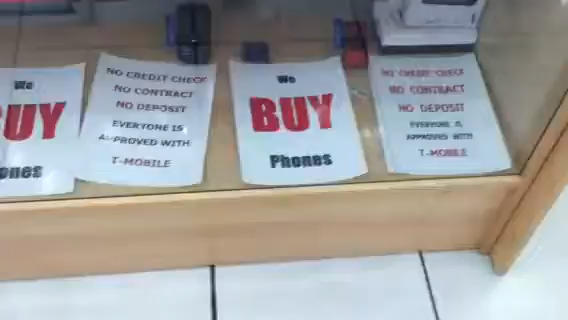 We
BUY
ones
NO CREDIT CHECK
NO CONTRACT
NO DEPOSIT
EVERYONE IS
APPROVED WITH
T-MOBILE
We
BUY
Phones
NO CREDIT CHECK
NO CONTRACT
NO DEPOSIT
EVERYONE IS
APPROVED WITH
T-MOBILE